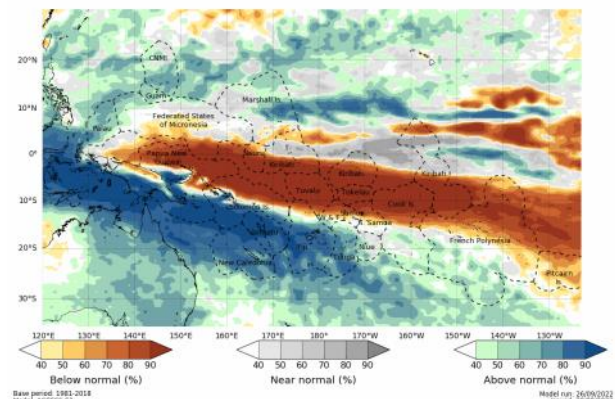 20°N
10°N
0°
10°S
20°S
30°S
CNMI
Guam
Marshall Is
Palau
Federated States
of Micronesia
Papua New
Kiribati
Kiribati
Kiribati
Tuvalu
Tokelau
Cook Is
A. Samoa
Niue
Fiji
Tonga
New Caledonia
French Polynesia
Pitcairn
Is
120°E 130°E 140°E 150°E 160°E 170°E 180° 170°W 160°W 150°W 140°W 130°W
40 50 60 70 80 90 40 50 60 70 80 90 40 50 60 70 80 90
Below normal (%) Near normal (%) Above normal (%)
Base period: 1981-2018 Model run: 26/09/2022